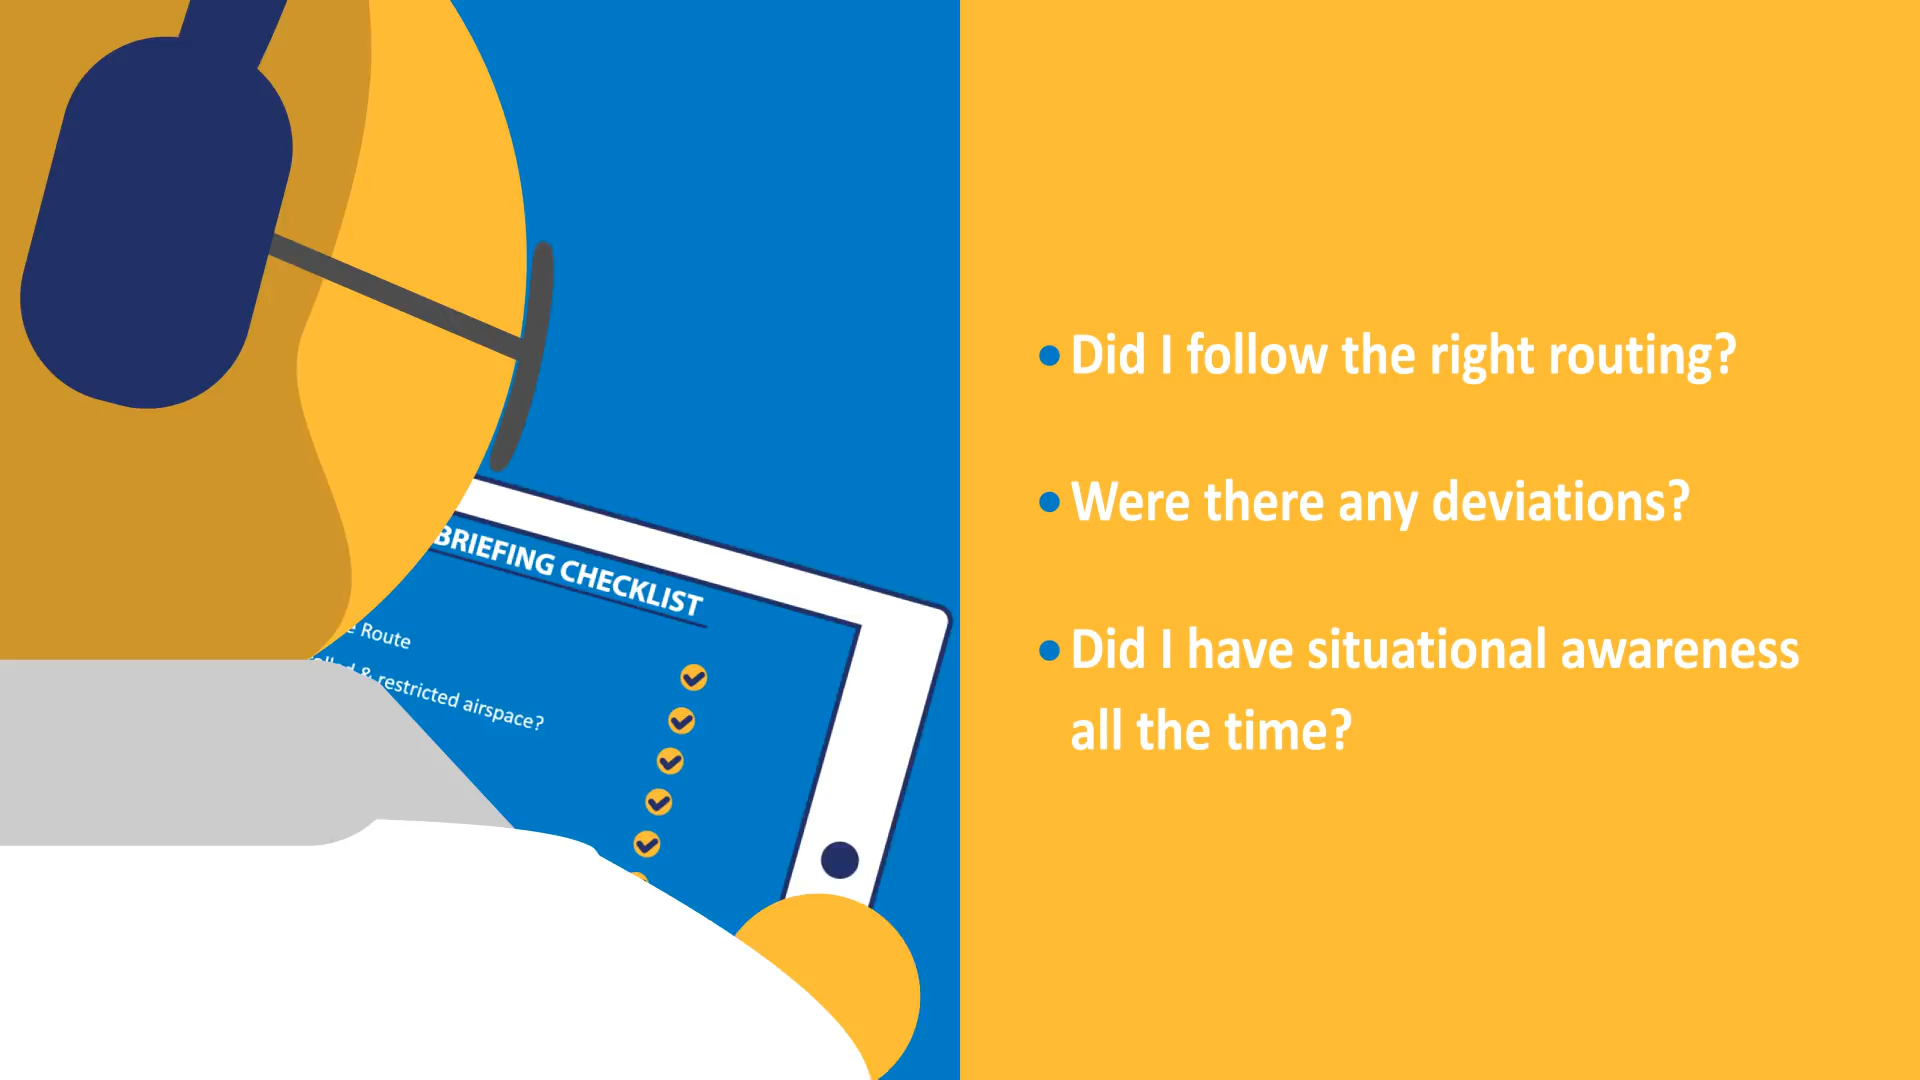 BRIEFING CHECKLIST
Route
& restricted airspace?
• Did I follow the right routing?
• Were there any deviations?
• Did I have situational awareness
all the time?